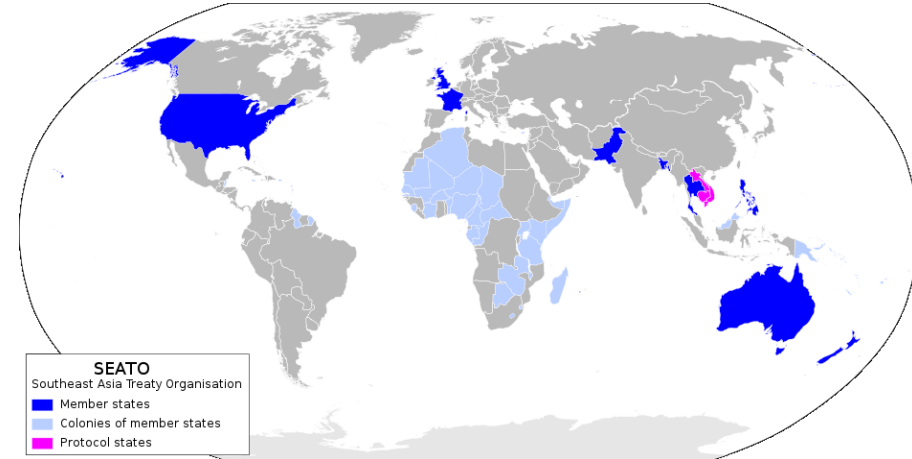 SEATO
Southeast Asia Treaty Organisation
Member states
Colonies of member states
Protocol states